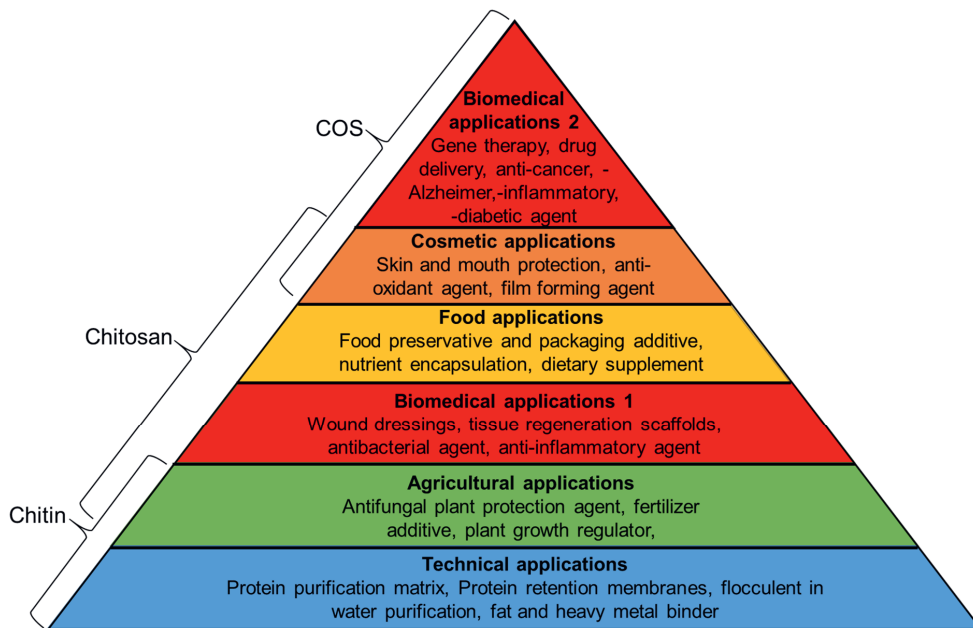 COS
Chitosan
Chitin
Biomedical
applications 2
Gene therapy, drug
delivery, anti-cancer, -
Alzheimer,-inflammatory,
-diabetic agent
Cosmetic applications
Skin and mouth protection, anti-
oxidant agent, film forming agent
Food applications
Food preservative and packaging additive,
nutrient encapsulation, dietary supplement
Biomedical applications 1
Wound dressings, tissue regeneration scaffolds,
antibacterial agent, anti-inflammatory agent
Agricultural applications
Antifungal plant protection agent, fertilizer
additive, plant growth regulator,
Technical applications
Protein purification matrix, Protein retention membranes, flocculent in
water purification, fat and heavy metal binder